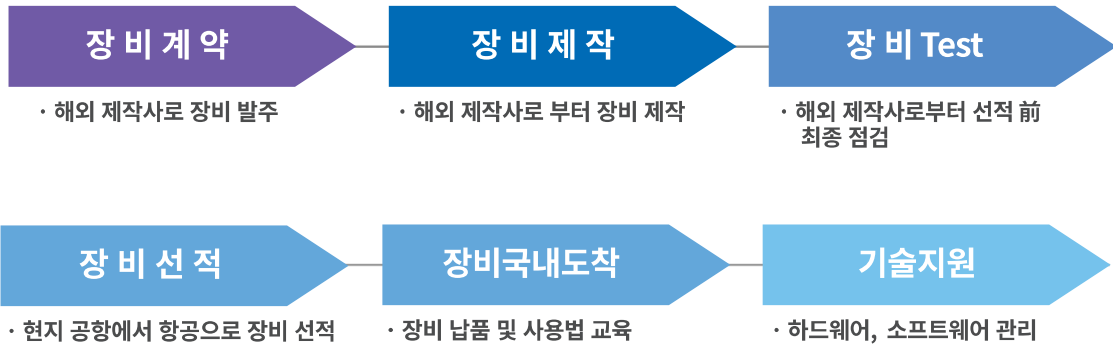 장 비 계 약
장 비 제 작
장 비 Test
· 해외 제작사로 장비 발주
· 해외 제작사로 부터 장비 제작
· 해외 제작사로부터 선적 前
최종 점검
장 비 선 적
장비국내도착
기술지원
· 현지 공항에서 항공으로 장비 선적
· 장비 납품 및 사용법 교육
· 하드웨어, 소프트웨어 관리